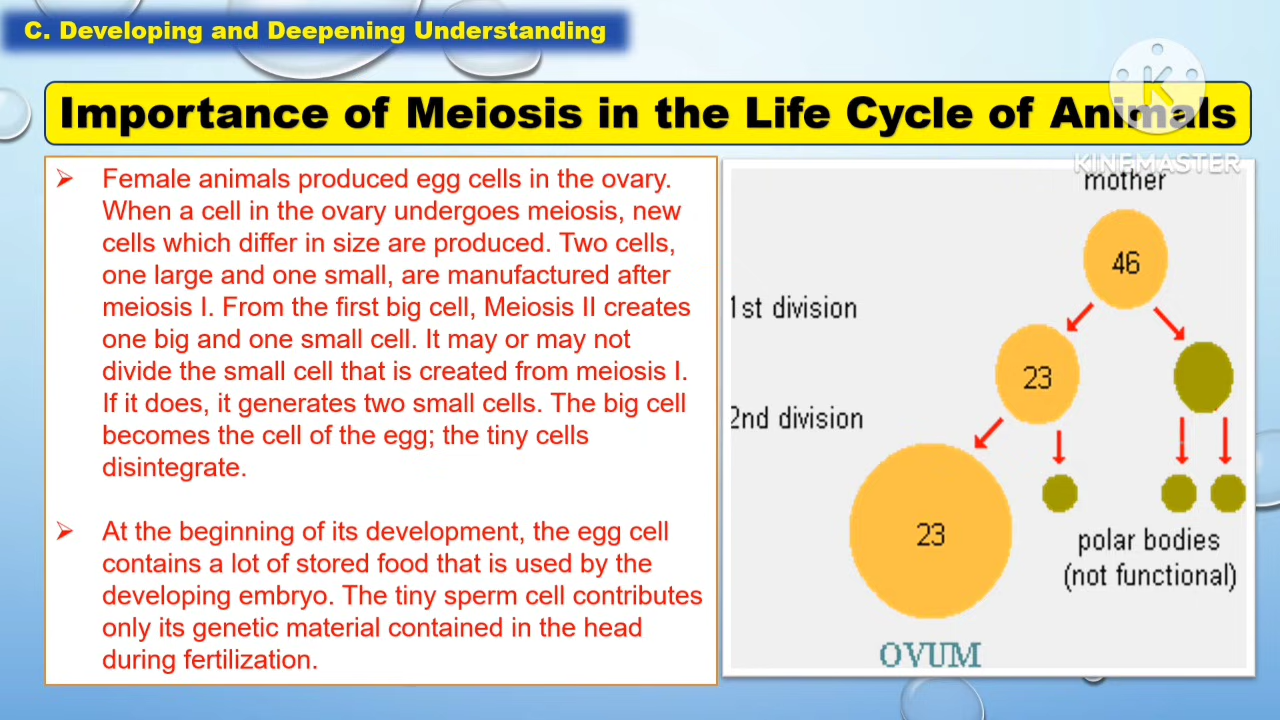 C. Developing and Deepening Understanding
Importance of Meiosis in the Life Cycle of Animals
K
KINEMASTER
Female animals produced egg cells in the ovary.
When a cell in the ovary undergoes meiosis, new
cells which differ in size are produced. Two cells,
one large and one small, are manufactured after
meiosis I. From the first big cell, Meiosis II creates
one big and one small cell. It may or may not
divide the small cell that is created from meiosis I.
If it does, it generates two small cells. The big cell
becomes the cell of the egg; the tiny cells
disintegrate.
At the beginning of its development, the egg cell
contains a lot of stored food that is used by the
developing embryo. The tiny sperm cell contributes
only its genetic material contained in the head
during fertilization.
mother
46
1st division
23
2nd division
23
polar bodies
(not functional)
OVUM